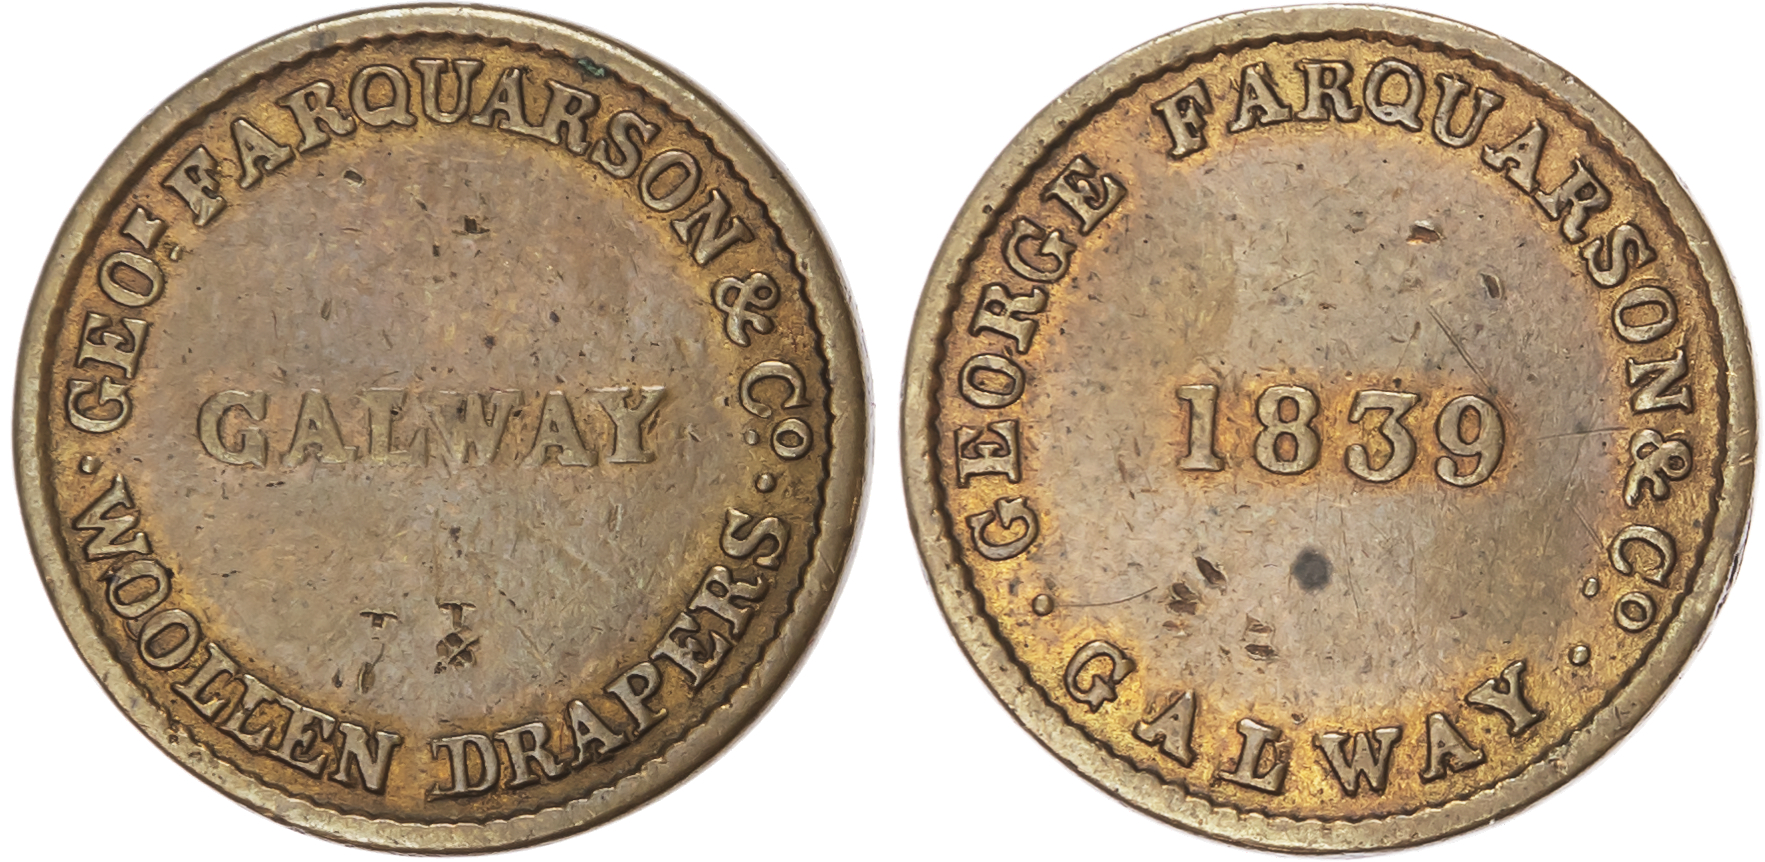 · GEO. FARQUARSON & Co. ·
WOOLLEN DRAPERS
GALWAY
· GEORGE FARQUARSON & Co. ·
GALWAY
1839